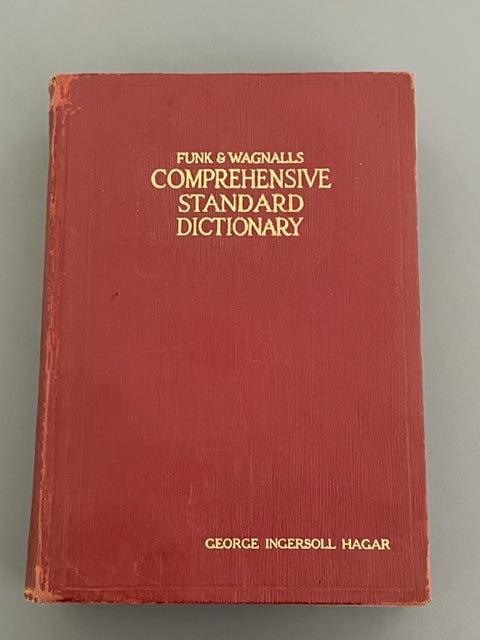 FUNK & WAGNALLS
COMPREHENSIVE
STANDARD
DICTIONARY
GEORGE INGERSOLL HAGAR